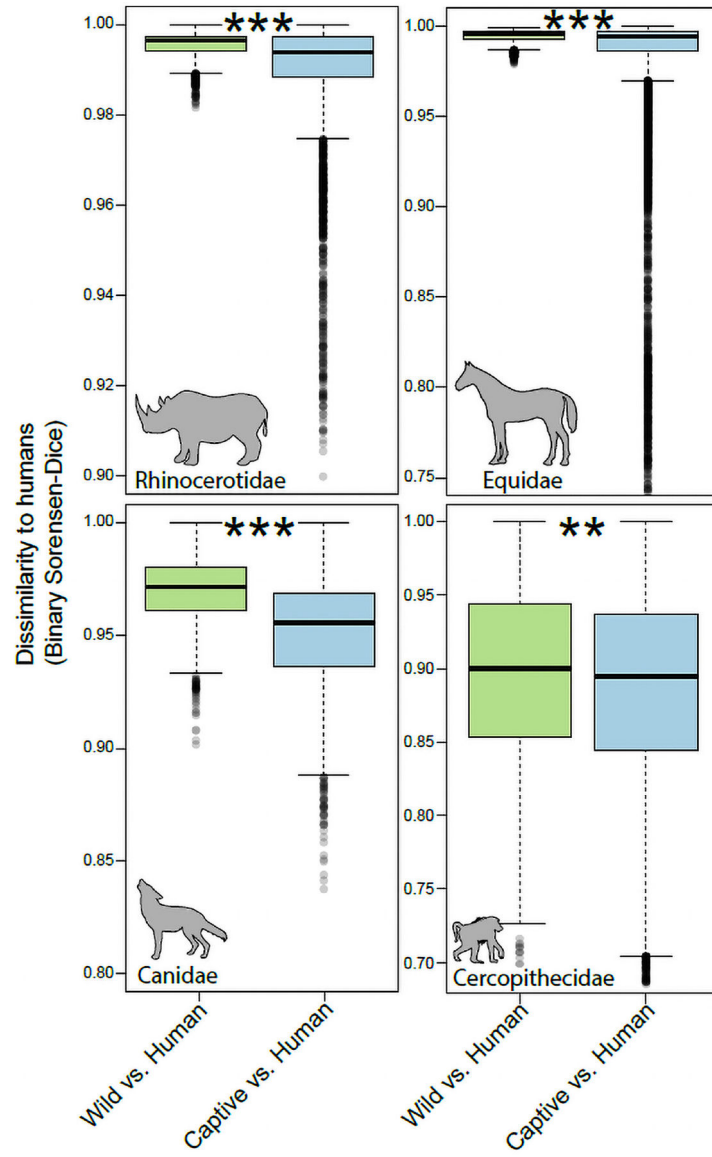 Dissimilarity to humans
(Binary Sorensen-Dice)
1.00
0.98
0.96
0.94
0.92
0.90
***
Rhinocerotidae
1.00
0.95
0.90
0.85
0.80
0.75
***
Equidae
1.00
0.95
0.90
0.85
0.80
***
Canidae
1.00
0.95
0.90
0.85
0.80
0.75
0.70
**
Cercopithecidae
Wild vs. Human
Captive vs. Human
Wild vs. Human
Captive vs. Human